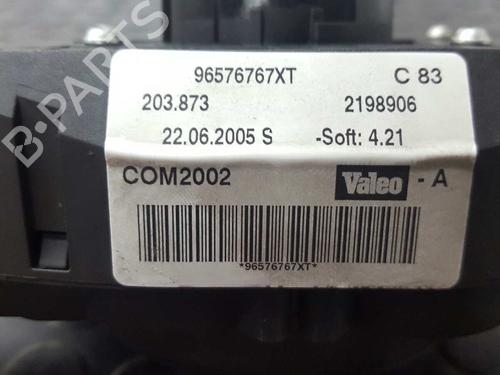 96576767XT C 83
203.873 2198906
22.06.2005 S -Soft: 4.21
COM2002 Valeo - A
*96576767XT*
B-PARTS